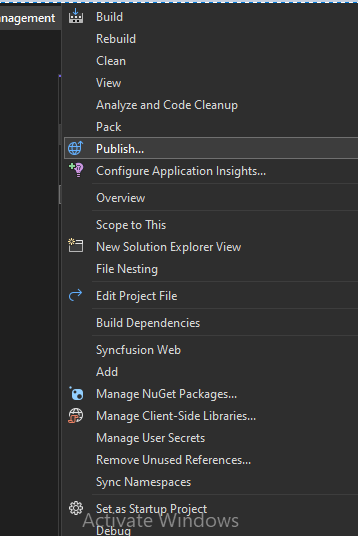 nagement
Build
Rebuild
Clean
View
Analyze and Code Cleanup
Pack
Publish...
Configure Application Insights...
Overview
Scope to This
New Solution Explorer View
File Nesting
Edit Project File
Build Dependencies
Syncfusion Web
Add
Manage NuGet Packages...
Manage Client-Side Libraries...
Manage User Secrets
Remove Unused References...
Sync Namespaces
Set as Startup Project
Activate Windows
Debug